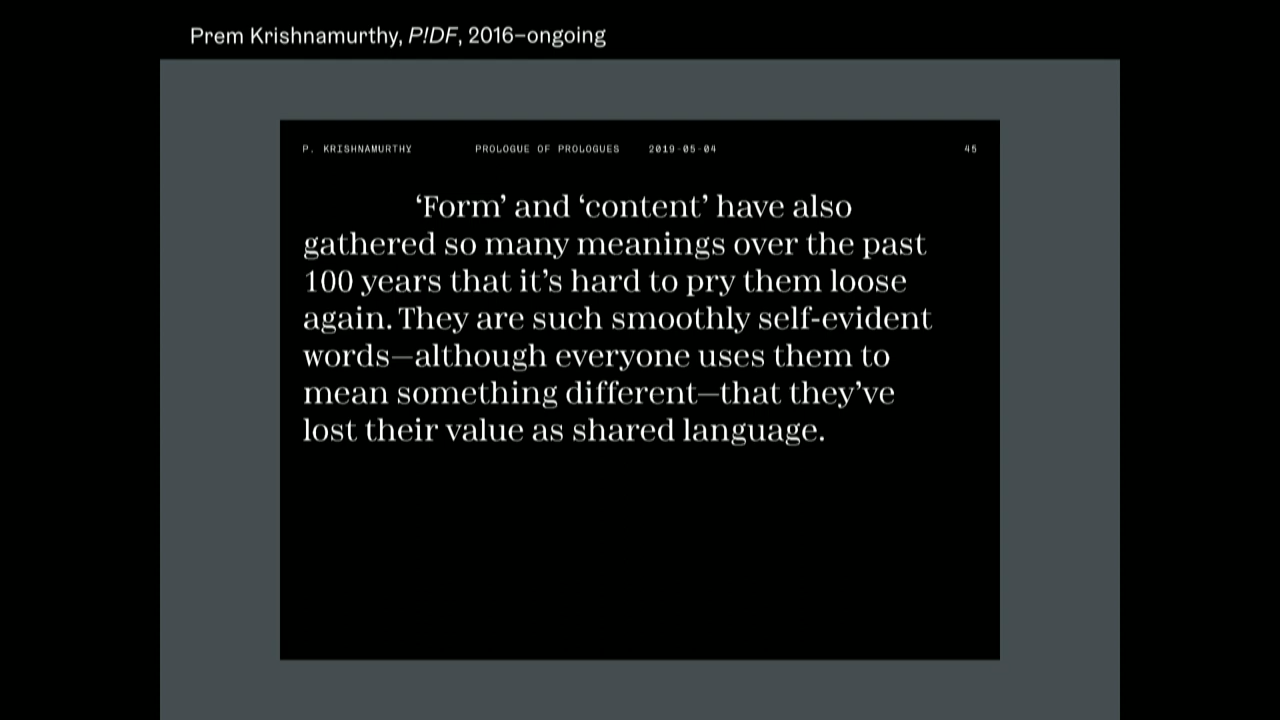 Prem Krishnamurthy, P!DF, 2016–ongoing
P. KRISHNAMURTHY PROLOGUE OF PROLOGUES 2019-05-04 45
‘Form’ and ‘content’ have also
gathered so many meanings over the past
100 years that it’s hard to pry them loose
again. They are such smoothly self-evident
words—although everyone uses them to
mean something different—that they’ve
lost their value as shared language.